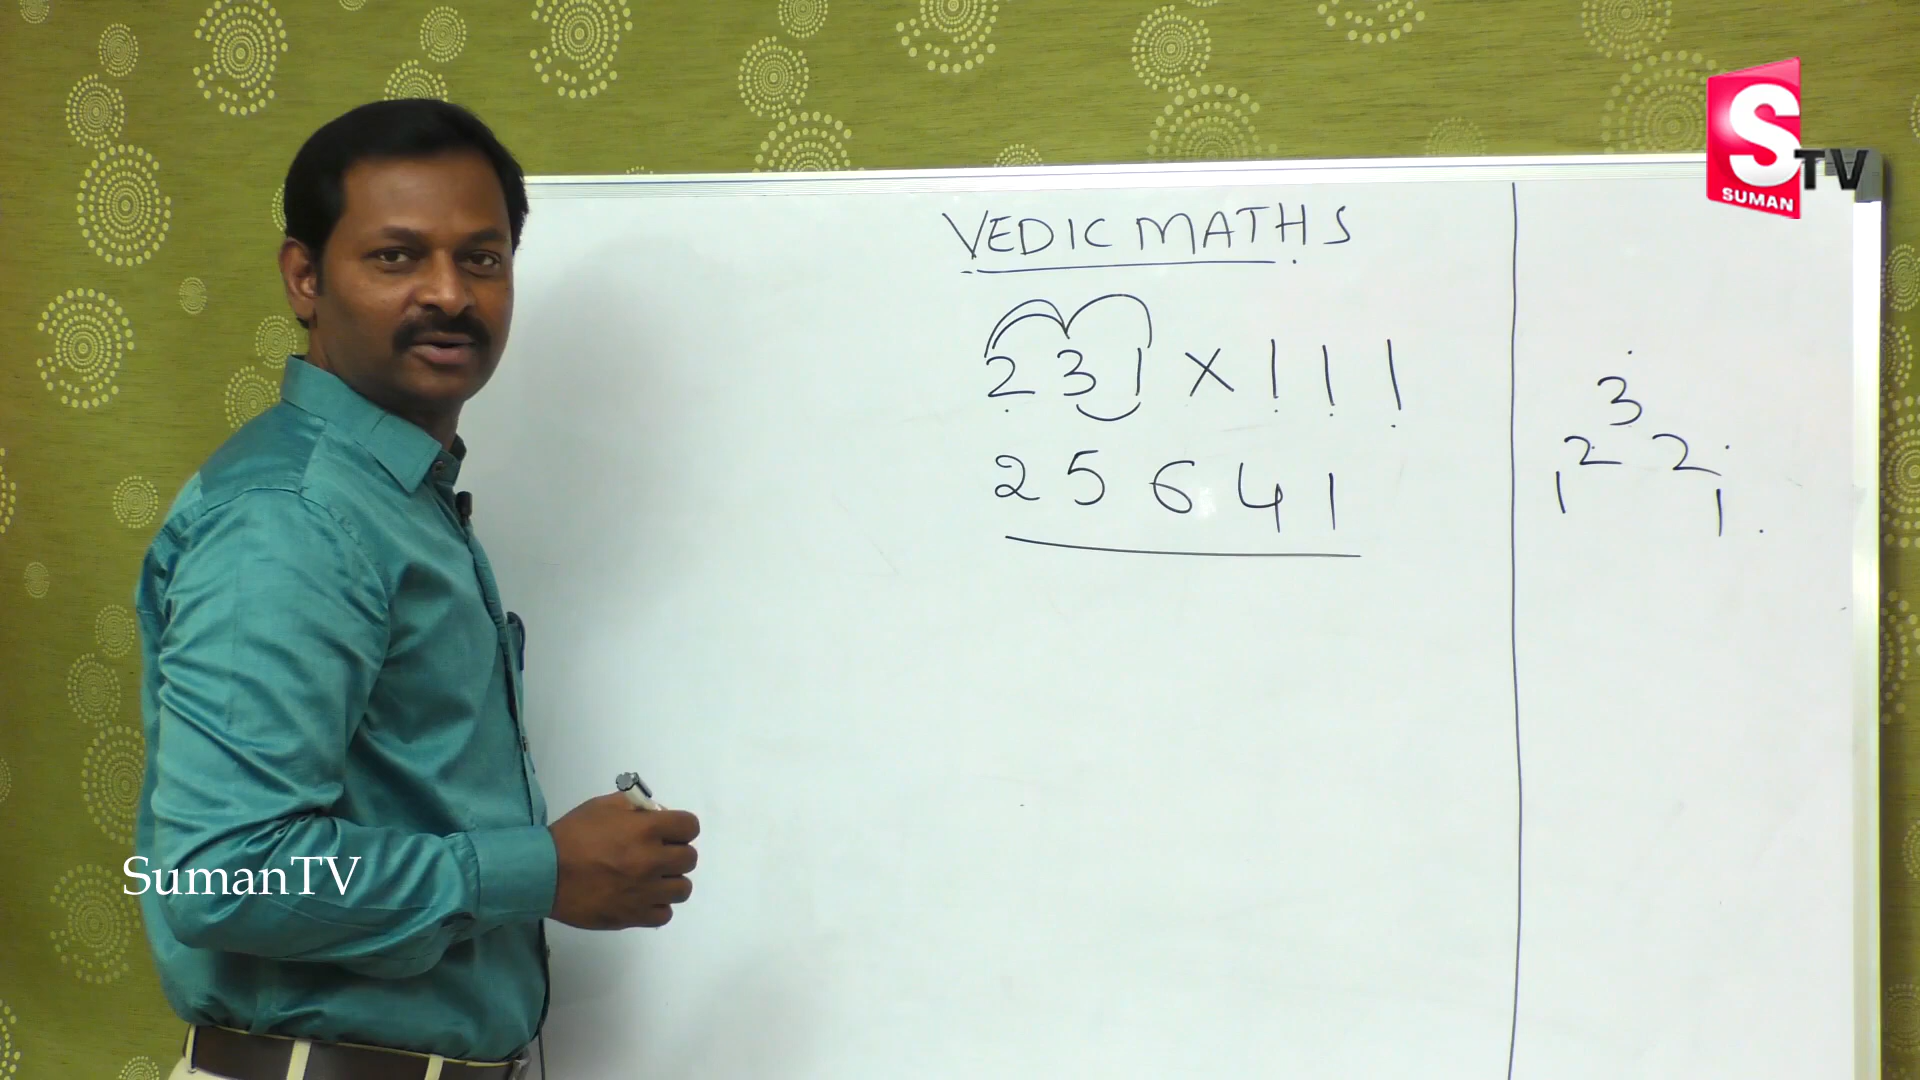 S TV
SUMAN
VEDIC MATHS
231 × 111
25641
3
2 2
1 1
SumanTV